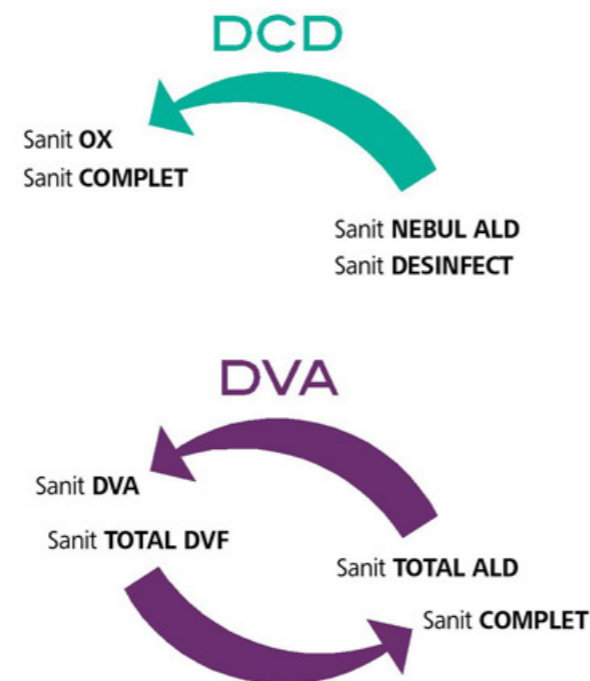 DCD
Sanit OX
Sanit COMPLET
Sanit NEBUL ALD
Sanit DESINFECT
DVA
Sanit DVA
Sanit TOTAL DVF
Sanit TOTAL ALD
Sanit COMPLET